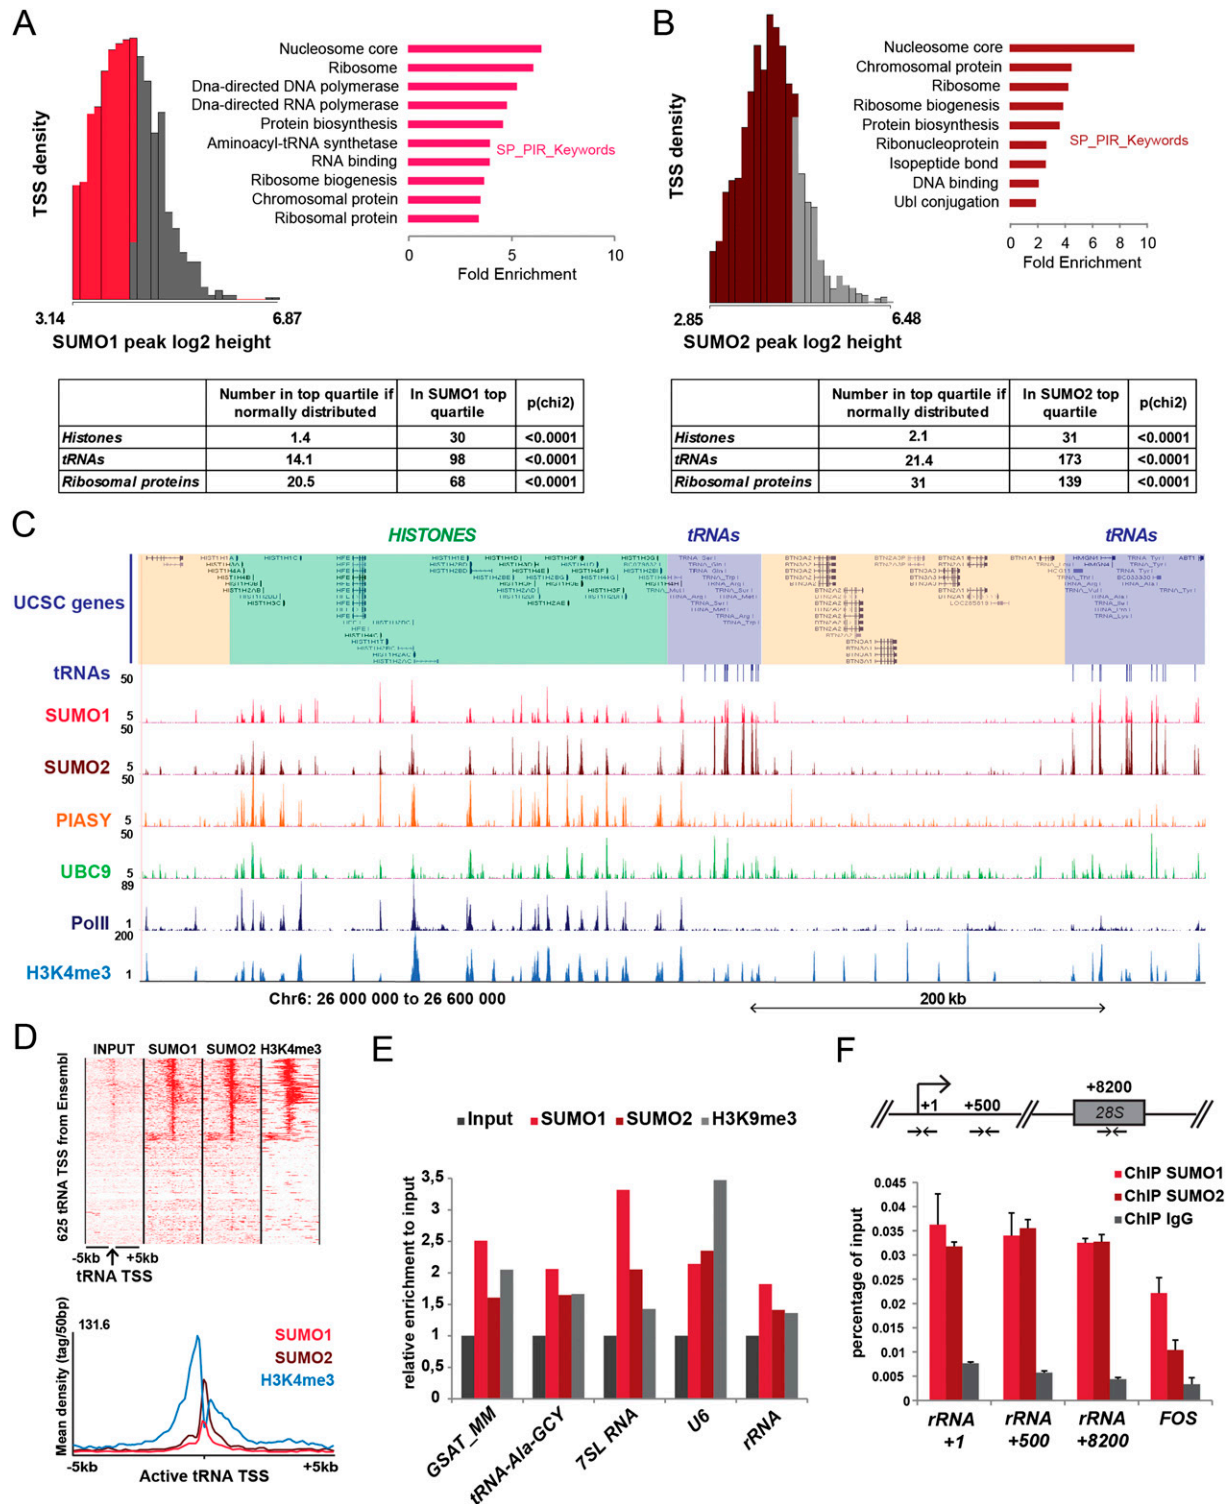 A
TSS density
3.14
6.87
SUMO1 peak log2 height
Nucleosome core
Ribosome
Dna-directed DNA polymerase
Dna-directed RNA polymerase
Protein biosynthesis
Aminoacyl-tRNA synthetase
RNA binding
Ribosome biogenesis
Chromosomal protein
Ribosomal protein
SP_PIR_Keywords
0 5 10
Fold Enrichment
Number in top quartile if normally distributed In SUMO1 top quartile p(chi2)
Histones 1.4 30 <0.0001
tRNAs 14.1 98 <0.0001
Ribosomal proteins 20.5 68 <0.0001
B
TSS density
2.85
6.48
SUMO2 peak log2 height
Nucleosome core
Chromosomal protein
Ribosome
Ribosome biogenesis
Protein biosynthesis
Ribonucleoprotein
Isopeptide bond
DNA binding
Ubl conjugation
SP_PIR_Keywords
0 2 4 6 8 10
Fold Enrichment
Number in top quartile if normally distributed In SUMO2 top quartile p(chi2)
Histones 2.1 31 <0.0001
tRNAs 21.4 173 <0.0001
Ribosomal proteins 31 139 <0.0001
C
HISTONES tRNAs tRNAs
UCSC genes
tRNAs
50
SUMO1 5
50
SUMO2 5
50
PIASY 5
50
UBC9 5
89
PolII 1
200
H3K4me3 1
Chr6: 26 000 000 to 26 600 000
200 kb
D
INPUT SUMO1 SUMO2 H3K4me3
625 tRNA TSS from Ensembl
-5kb +5kb
tRNA TSS
131.6
Mean density (tag/50bp)
SUMO1
SUMO2
H3K4me3
-5kb Active tRNA TSS +5kb
E
Input SUMO1 SUMO2 H3K9me3
relative enrichment to input
3,5
3
2,5
2
1,5
1
0,5
0
GSAT_MM
tRNA-Ala-GCY
7SL RNA
U6
rRNA
F
+1
+500
+8200
28S
ChIP SUMO1
ChIP SUMO2
ChIP IgG
percentage of input
0.045
0.04
0.035
0.03
0.025
0.02
0.015
0.01
0.005
0
rRNA +1
rRNA +500
rRNA +8200
FOS